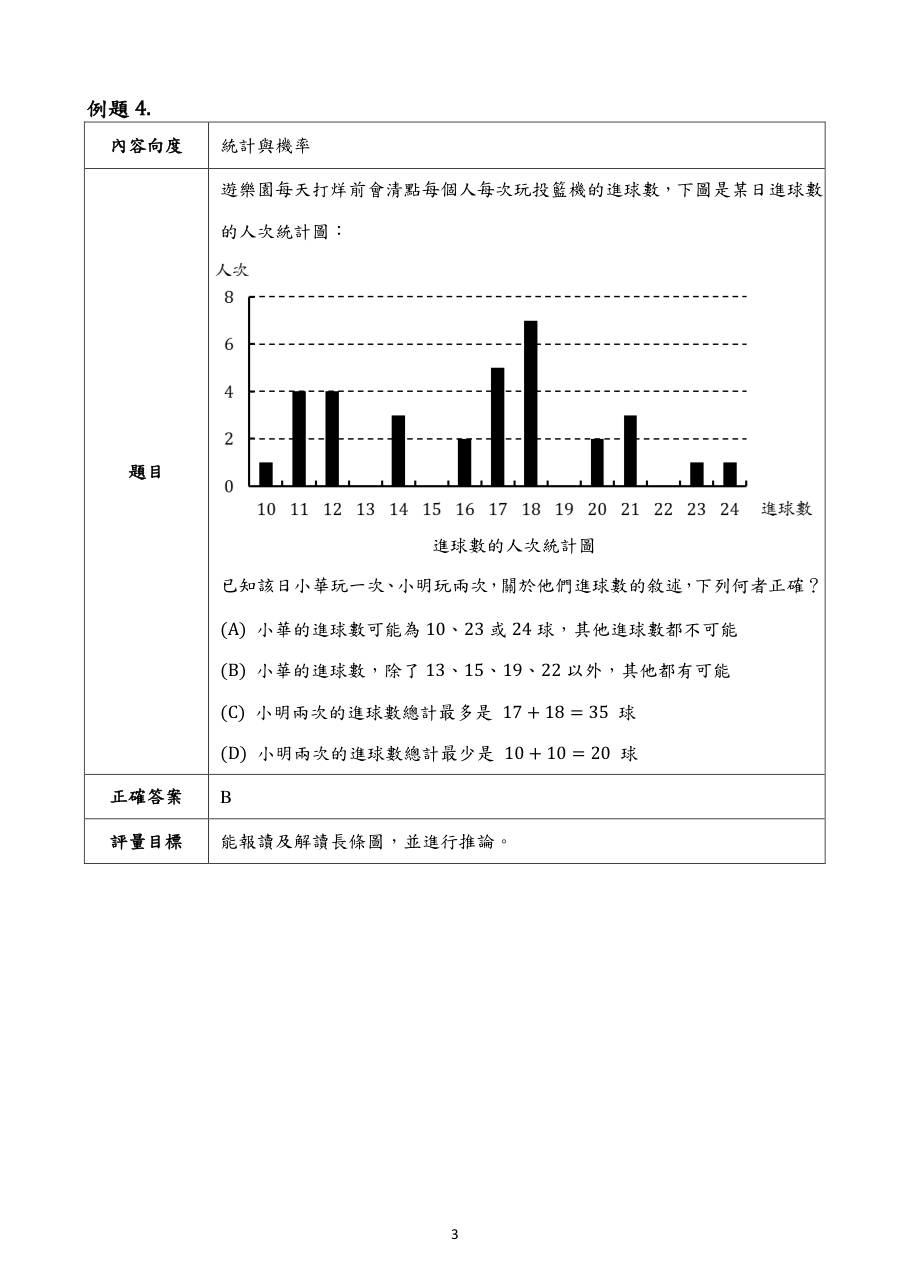 例題 4.
內容向度 統計與機率
遊樂園每天打烊前會清點每個人每次玩投籃機的進球數，下圖是某日進球數
的人次統計圖：
人次
8
6
4
2
0
10 11 12 13 14 15 16 17 18 19 20 21 22 23 24 進球數
進球數的人次統計圖
題目
已知該日小華玩一次、小明玩兩次，關於他們進球數的敘述，下列何者正確？
(A) 小華的進球數可能為 10、23 或 24 球，其他進球數都不可能
(B) 小華的進球數，除了 13、15、19、22 以外，其他都有可能
(C) 小明兩次的進球數總計最多是 17 + 18 = 35 球
(D) 小明兩次的進球數總計最少是 10 + 10 = 20 球
正確答案 B
評量目標 能報讀及解讀長條圖，並進行推論。
3